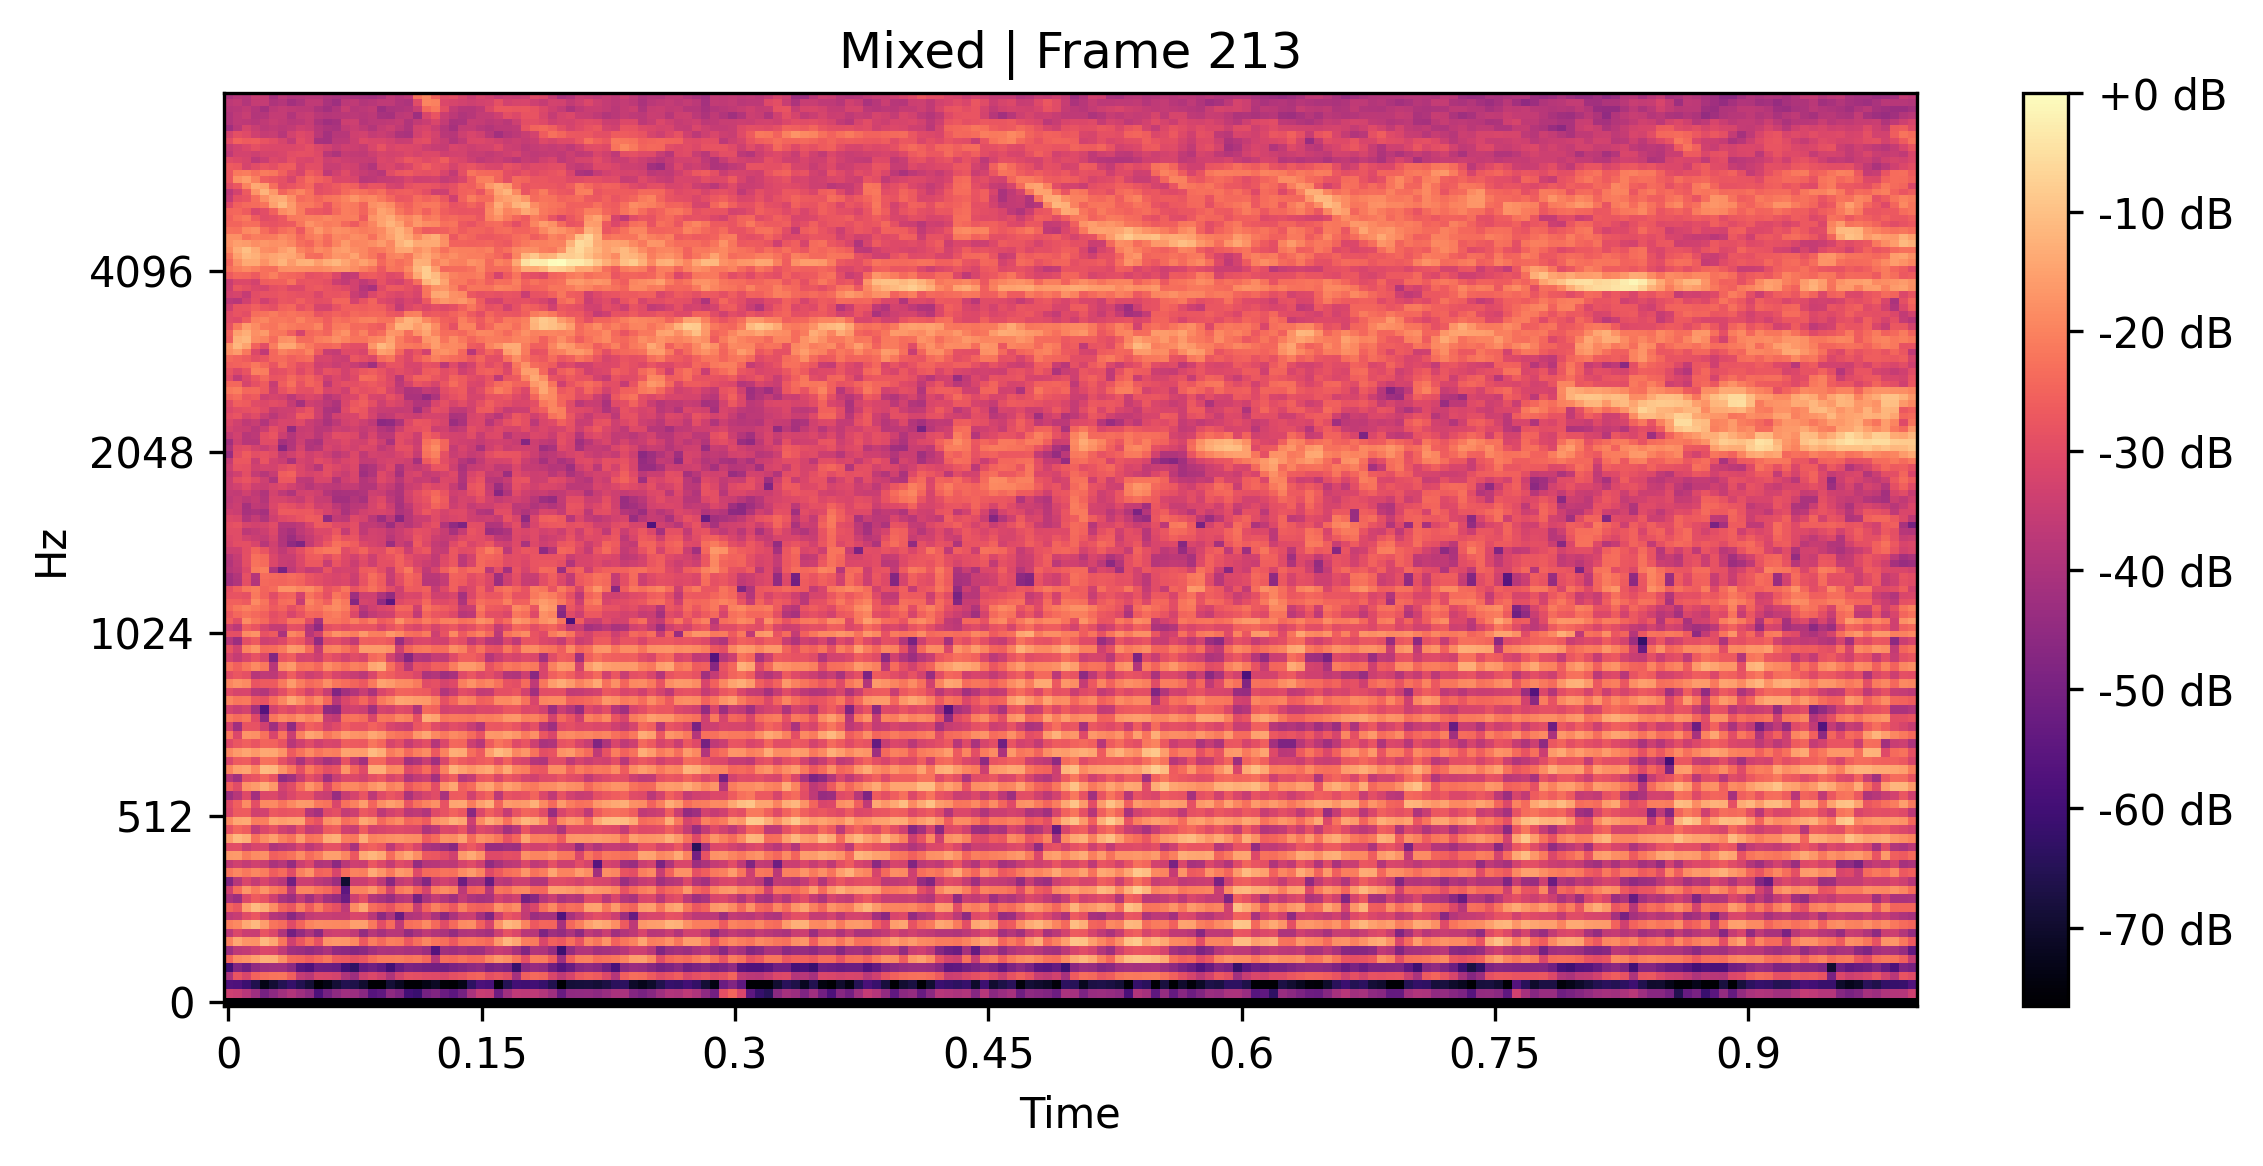 Mixed | Frame 213
+0 dB
-10 dB
-20 dB
-30 dB
-40 dB
-50 dB
-60 dB
-70 dB
Hz
4096
2048
1024
512
0
0 0.15 0.3 0.45 0.6 0.75 0.9
Time